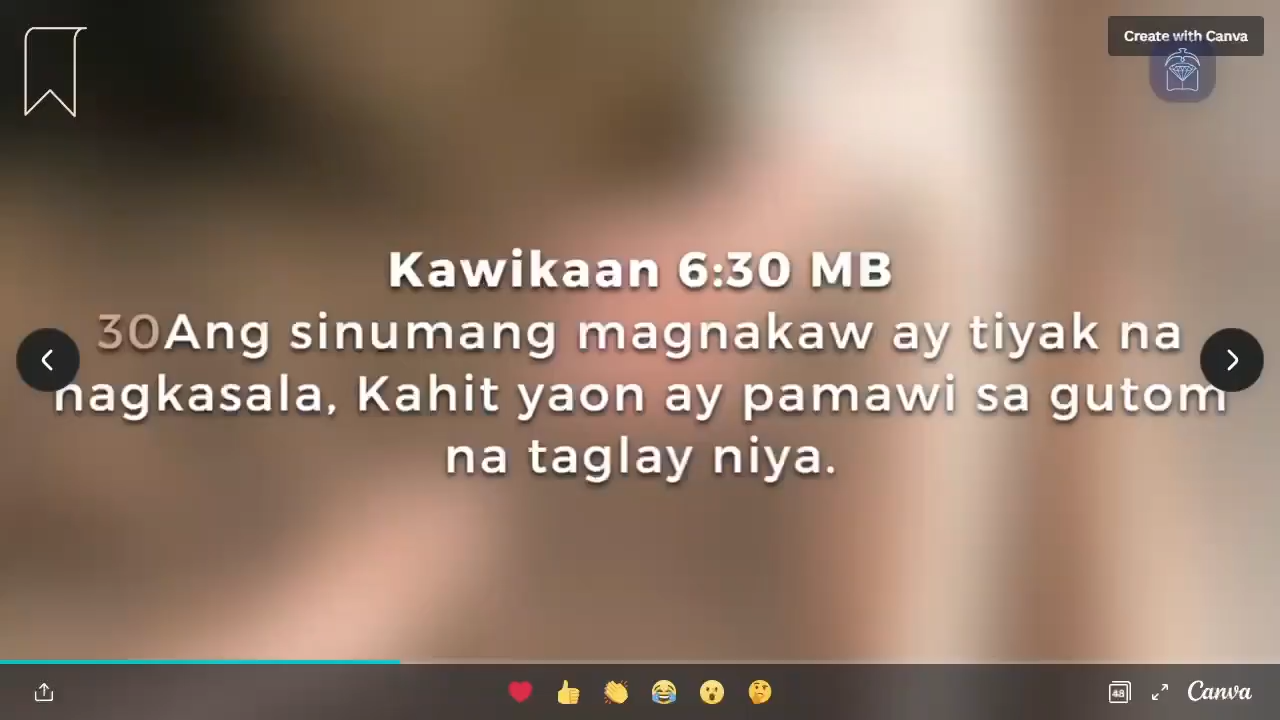 Create with Canva
Kawikaan 6:30 MB
30Ang sinumang magnakaw ay tiyak na
nagkasala, Kahit yaon ay pamawi sa gutom
na taglay niya.
48
Canva